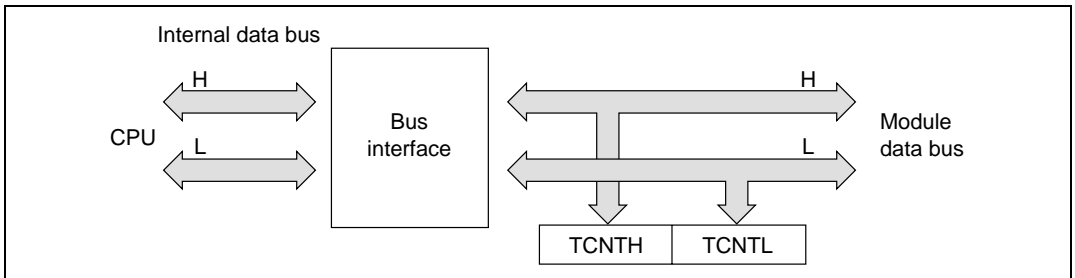 Internal data bus
H
H
CPU
L
Bus
interface
L
Module
data bus
TCNTH
TCNTL